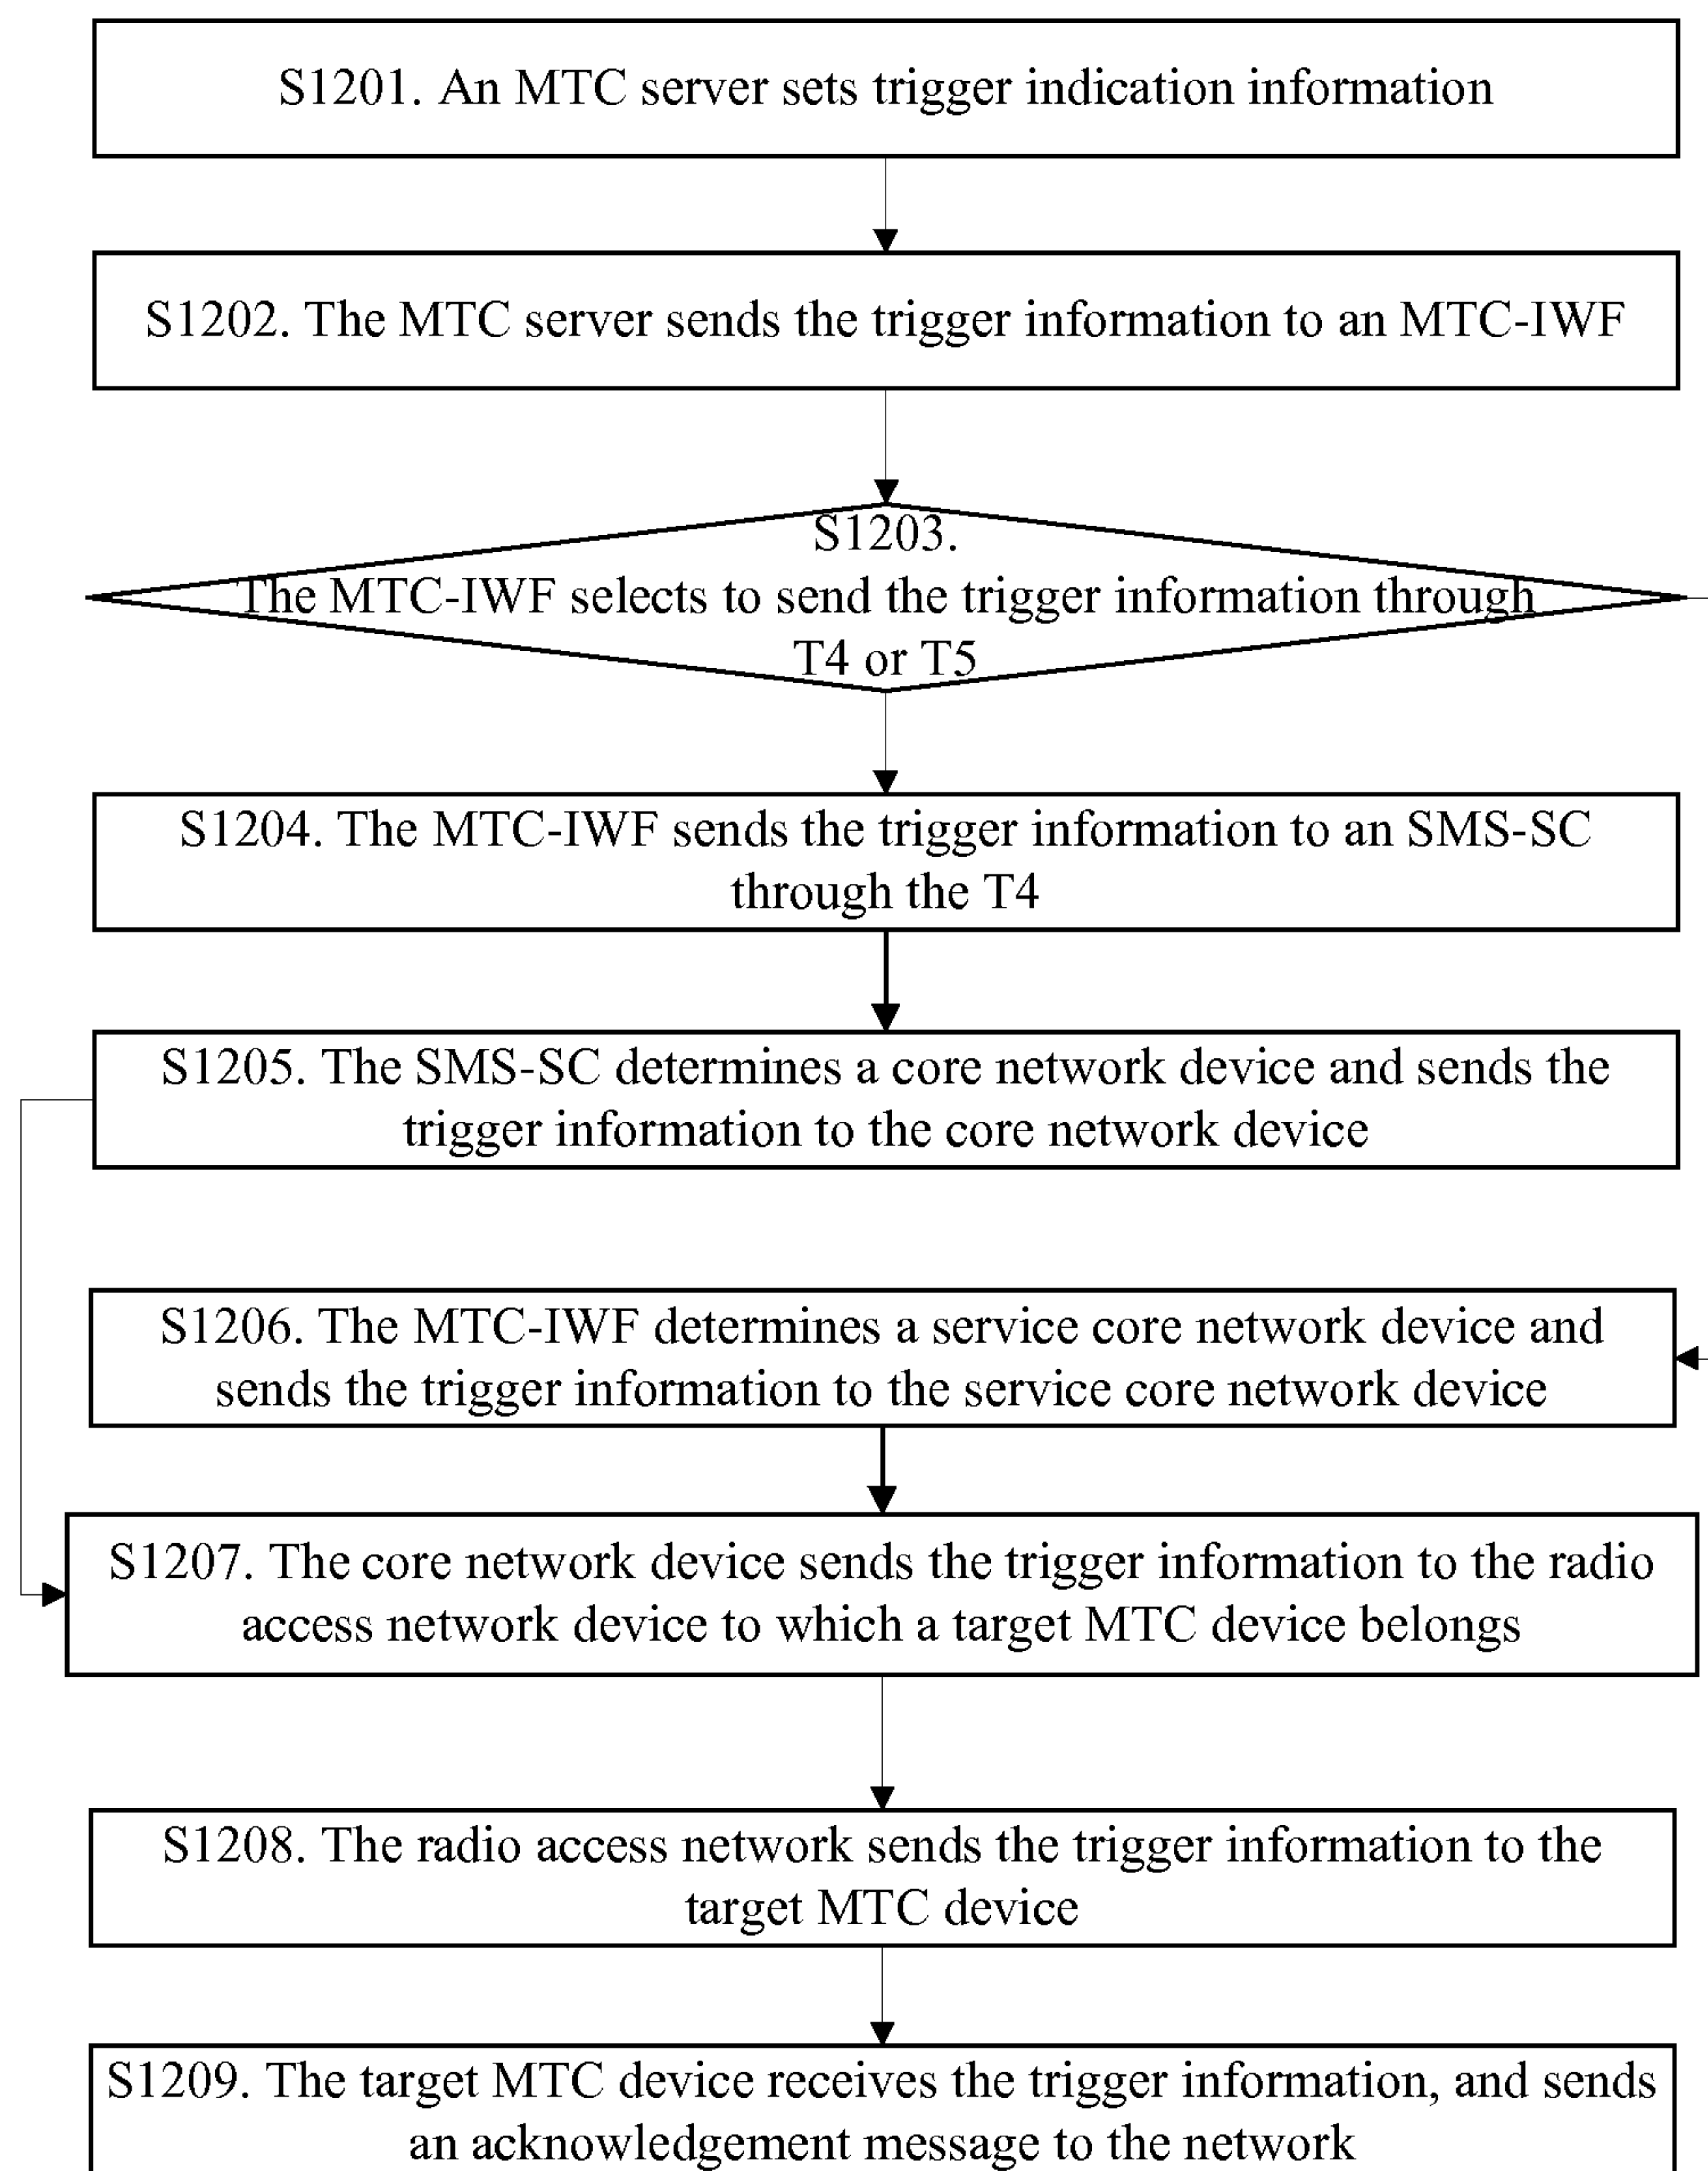 S1201. An MTC server sets trigger indication information
S1202. The MTC server sends the trigger information to an MTC-IWF
S1203.
The MTC-IWF selects to send the trigger information through
T4 or T5
S1204. The MTC-IWF sends the trigger information to an SMS-SC
through the T4
S1205. The SMS-SC determines a core network device and sends the
trigger information to the core network device
S1206. The MTC-IWF determines a service core network device and
sends the trigger information to the service core network device
S1207. The core network device sends the trigger information to the radio
access network device to which a target MTC device belongs
S1208. The radio access network sends the trigger information to the
target MTC device
S1209. The target MTC device receives the trigger information, and sends
an acknowledgement message to the network